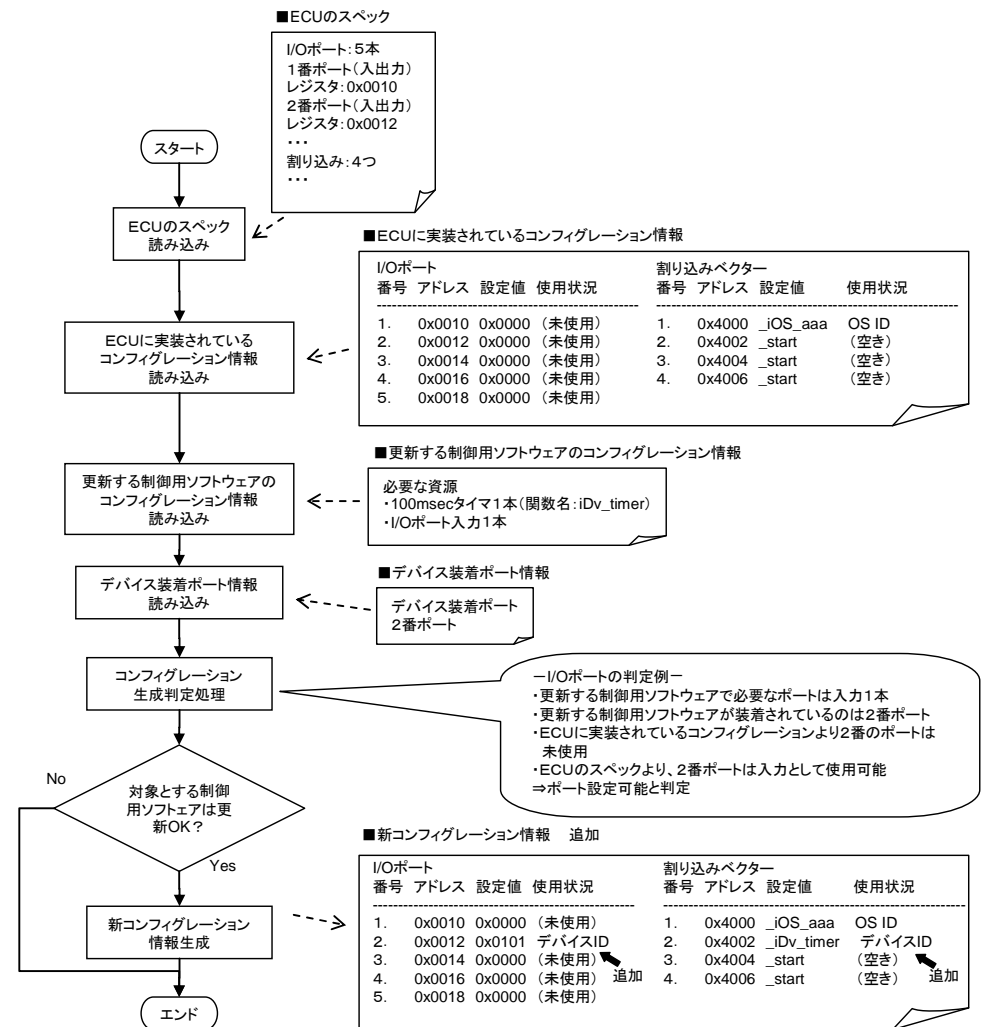 ■ECUのスペック
I/Oポート:5本
1番ポート(入出力)
レジスタ:0x0010
2番ポート(入出力)
レジスタ:0x0012
・・・
割り込み:4つ
・・・
スタート
ECUのスペック
読み込み
■ECUに実装されているコンフィグレーション情報
I/Oポート
番号 アドレス 設定値 使用状況
1. 0x0010 0x0000 (未使用)
2. 0x0012 0x0000 (未使用)
3. 0x0014 0x0000 (未使用)
4. 0x0016 0x0000 (未使用)
5. 0x0018 0x0000 (未使用)
割り込みベクター
番号 アドレス 設定値 使用状況
1. 0x4000 _iOS_aaa OS ID
2. 0x4002 _start (空き)
3. 0x4004 _start (空き)
4. 0x4006 _start (空き)
ECUに実装されている
コンフィグレーション情報
読み込み
■更新する制御用ソフトウェアのコンフィグレーション情報
必要な資源
・100msecタイマ1本(関数名:iDv_timer)
・I/Oポート入力1本
更新する制御用ソフトウェアの
コンフィグレーション情報
読み込み
■デバイス装着ポート情報
デバイス装着ポート
2番ポート
デバイス装着ポート情報
読み込み
コンフィグレーション
生成判定処理
-I/Oポートの判定例-
・更新する制御用ソフトウェアで必要なポートは入力1本
・更新する制御用ソフトウェアが装着されているのは2番ポート
・ECUに実装されているコンフィグレーションより2番のポートは
未使用
・ECUのスペックより、2番ポートは入力として使用可能
⇒ポート設定可能と判定
No
対象とする制御
用ソフトェアは更
新OK?
Yes
■新コンフィグレーション情報 追加
I/Oポート
番号 アドレス 設定値 使用状況
1. 0x0010 0x0000 (未使用)
2. 0x0012 0x0101 デバイスID
3. 0x0014 0x0000 (未使用)
4. 0x0016 0x0000 (未使用) 追加
5. 0x0018 0x0000 (未使用)
割り込みベクター
番号 アドレス 設定値 使用状況
1. 0x4000 _iOS_aaa OS ID
2. 0x4002 _iDv_timer デバイスID
3. 0x4004 _start (空き)
4. 0x4006 _start (空き) 追加
新コンフィグレーション
情報生成
エンド